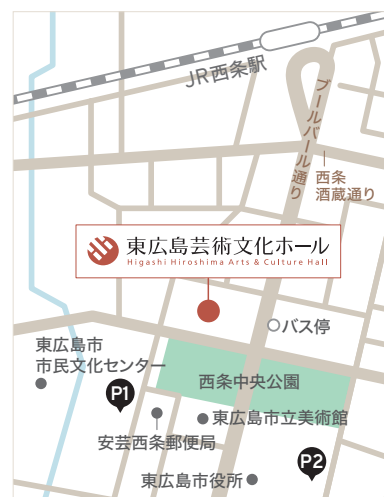 JR西条駅
ブールバール通り
西条
酒蔵通り
東広島芸術文化ホール
Higashi Hiroshima Arts & Culture Hall
バス停
東広島市
市民文化センター
西条中央公園
P1
東広島市立美術館
安芸西条郵便局
P2
東広島市役所